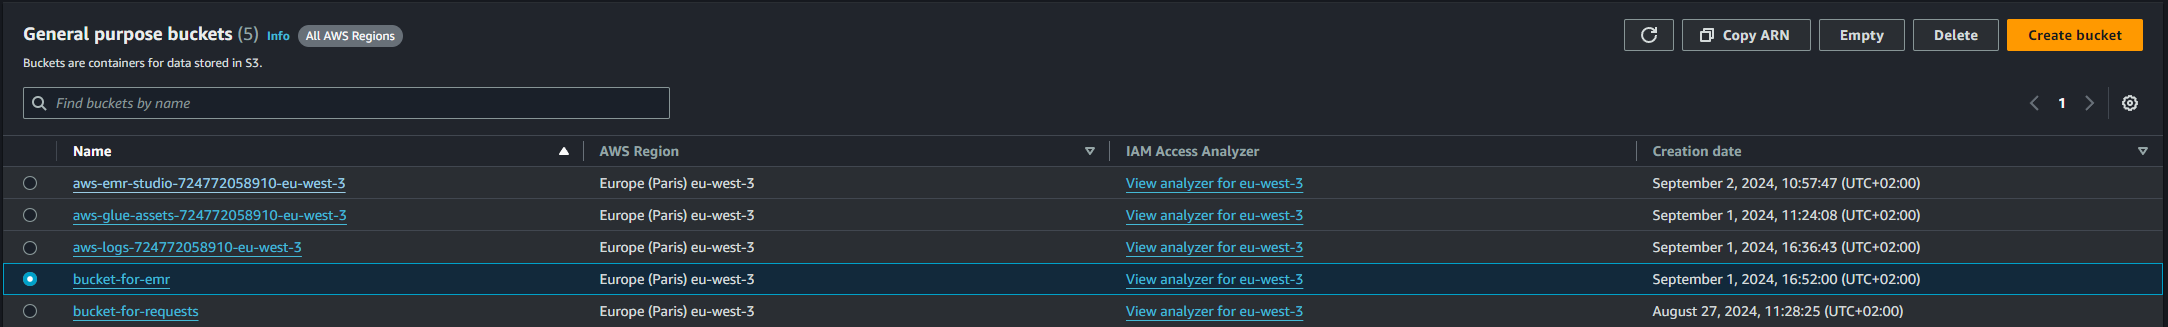 General purpose buckets (5) Info All AWS Regions
Copy ARN Empty Delete Create bucket
Buckets are containers for data stored in S3.
Find buckets by name
1
Name AWS Region IAM Access Analyzer Creation date
aws-emr-studio-724772058910-eu-west-3 Europe (Paris) eu-west-3 View analyzer for eu-west-3 September 2, 2024, 10:57:47 (UTC+02:00)
aws-glue-assets-724772058910-eu-west-3 Europe (Paris) eu-west-3 View analyzer for eu-west-3 September 1, 2024, 11:24:08 (UTC+02:00)
aws-logs-724772058910-eu-west-3 Europe (Paris) eu-west-3 View analyzer for eu-west-3 September 1, 2024, 16:36:43 (UTC+02:00)
bucket-for-emr Europe (Paris) eu-west-3 View analyzer for eu-west-3 September 1, 2024, 16:52:00 (UTC+02:00)
bucket-for-requests Europe (Paris) eu-west-3 View analyzer for eu-west-3 August 27, 2024, 11:28:25 (UTC+02:00)